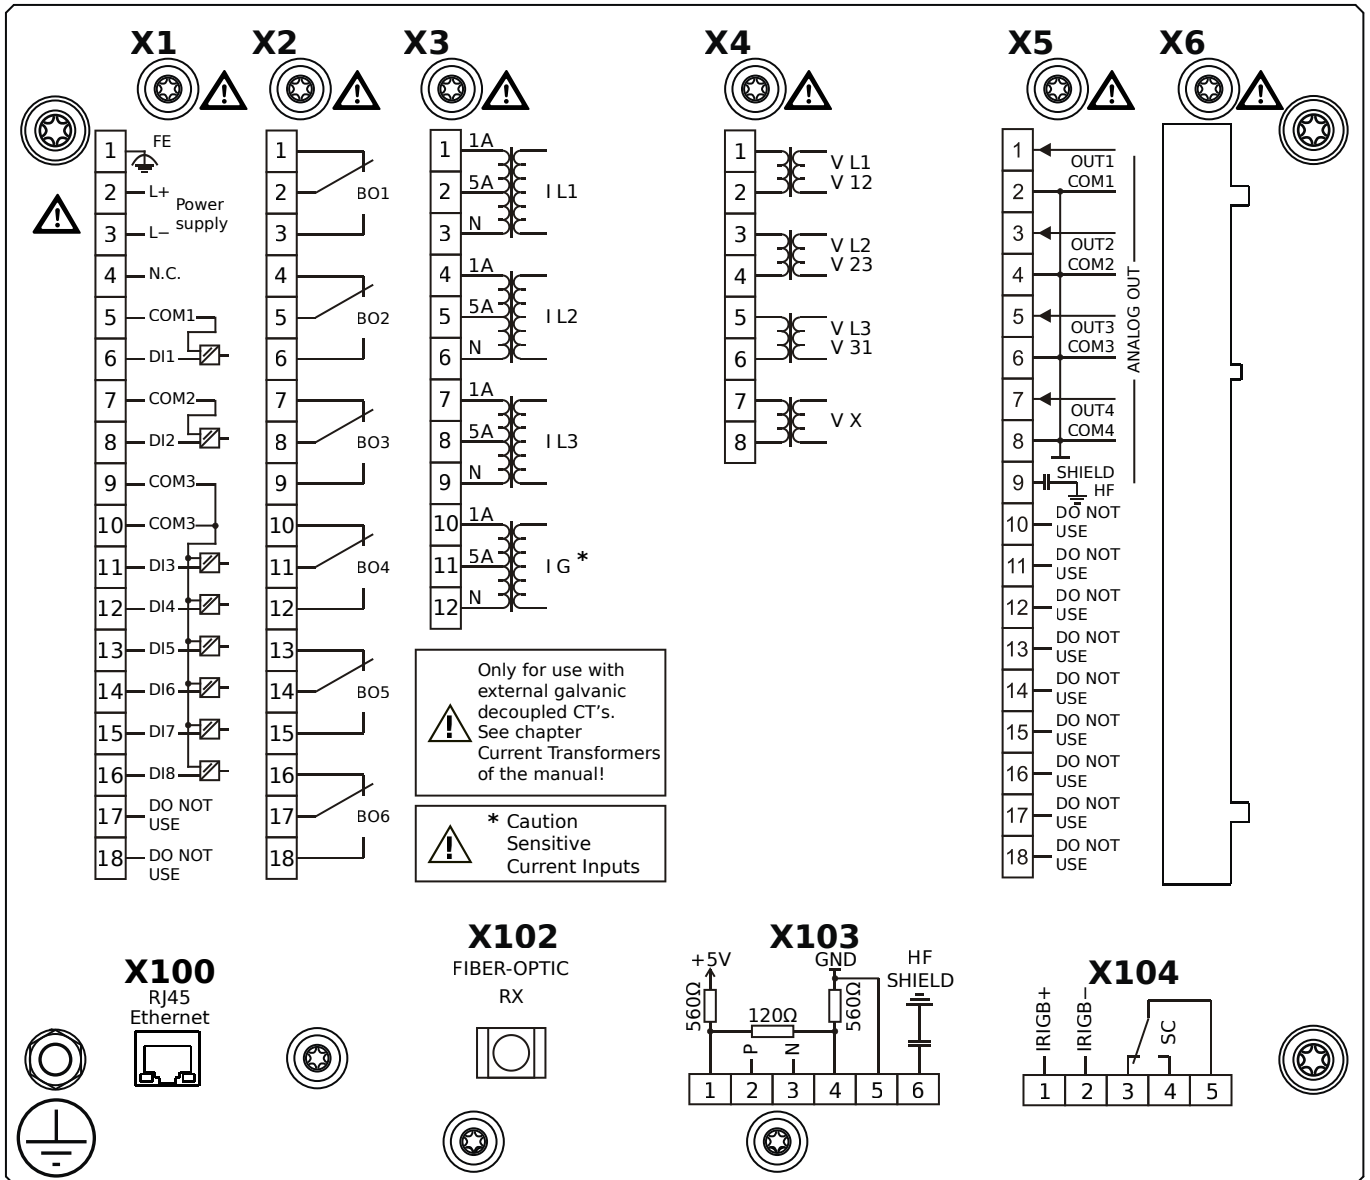 X1
1 FE
2 L+
Power
supply
3 L−
4 N.C.
5 COM1
6 DI1
7 COM2
8 DI2
9 COM3
10 COM3
11 DI3
12 DI4
13 DI5
14 DI6
15 DI7
16 DI8
17 DO NOT
USE
18 DO NOT
USE
X2
1
2 BO1
3
4
5 BO2
6
7
8 BO3
9
10
11 BO4
12
13
14 BO5
15
16
17 BO6
18
X3
1 1A
2 5A I L1
3 N
4 1A
5 5A I L2
6 N
7 1A
8 5A I L3
9 N
10 1A
11 5A I G *
12 N
! Only for use with
external galvanic
decoupled CT's.
See chapter
Current Transformers
of the manual!
! * Caution
Sensitive
Current Inputs
X4
1 V L1
2 V 12
3 V L2
4 V 23
5 V L3
6 V 31
7 V X
8
X5
1 OUT1
2 COM1
3 OUT2
4 COM2
5 OUT3
6 COM3
7 OUT4
8 COM4
ANALOG OUT
9 SHIELD
HF
10 DO NOT
USE
11 DO NOT
USE
12 DO NOT
USE
13 DO NOT
USE
14 DO NOT
USE
15 DO NOT
USE
16 DO NOT
USE
17 DO NOT
USE
18 DO NOT
USE
X6
X100
RJ45
Ethernet
X102
FIBER-OPTIC
RX
X103
+5V GND HF
SHIELD
560Ω 120Ω 560Ω
P N
1 2 3 4 5 6
X104
IRIGB+ IRIGB− SC
1 2 3 4 5